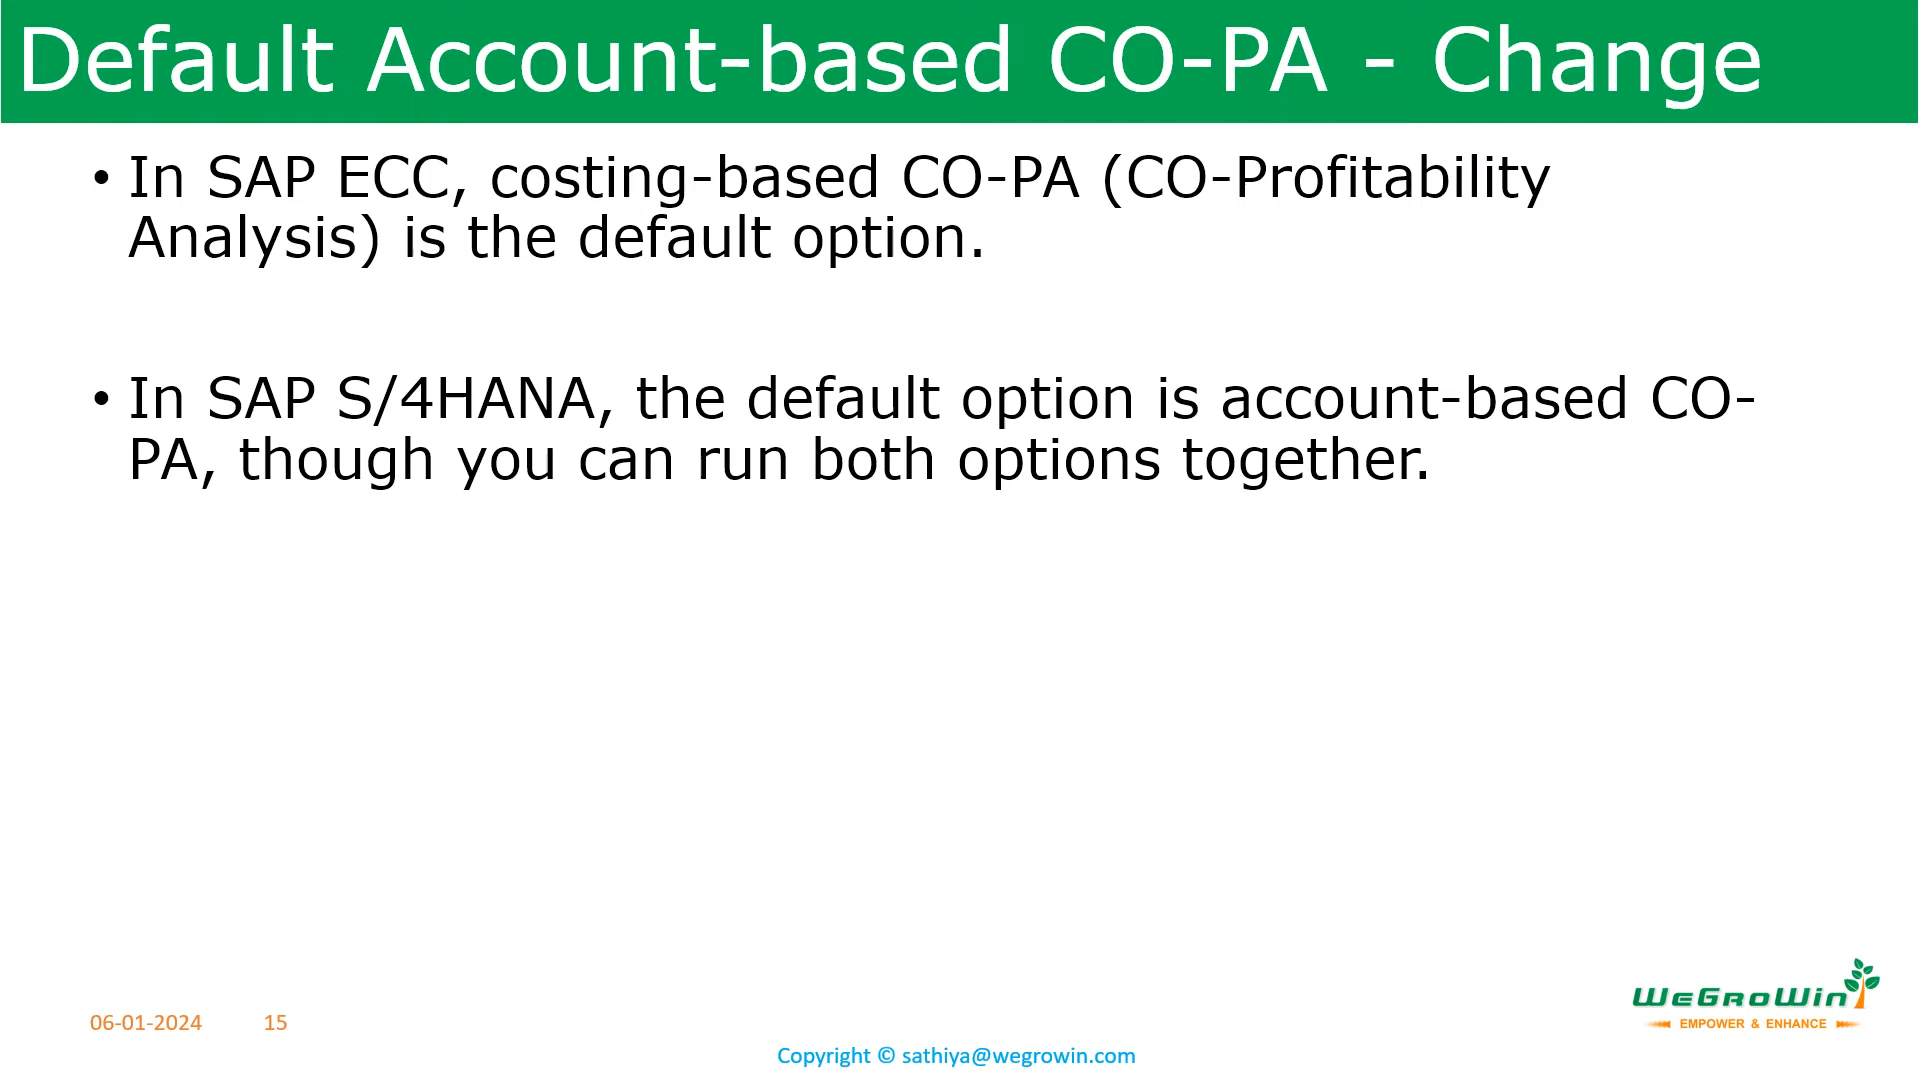 Default Account-based CO-PA - Change
• In SAP ECC, costing-based CO-PA (CO-Profitability
Analysis) is the default option.
• In SAP S/4HANA, the default option is account-based CO-
PA, though you can run both options together.
WeGroWin
EMPOWER & ENHANCE
06-01-2024 15
Copyright © sathiya@wegrowin.com